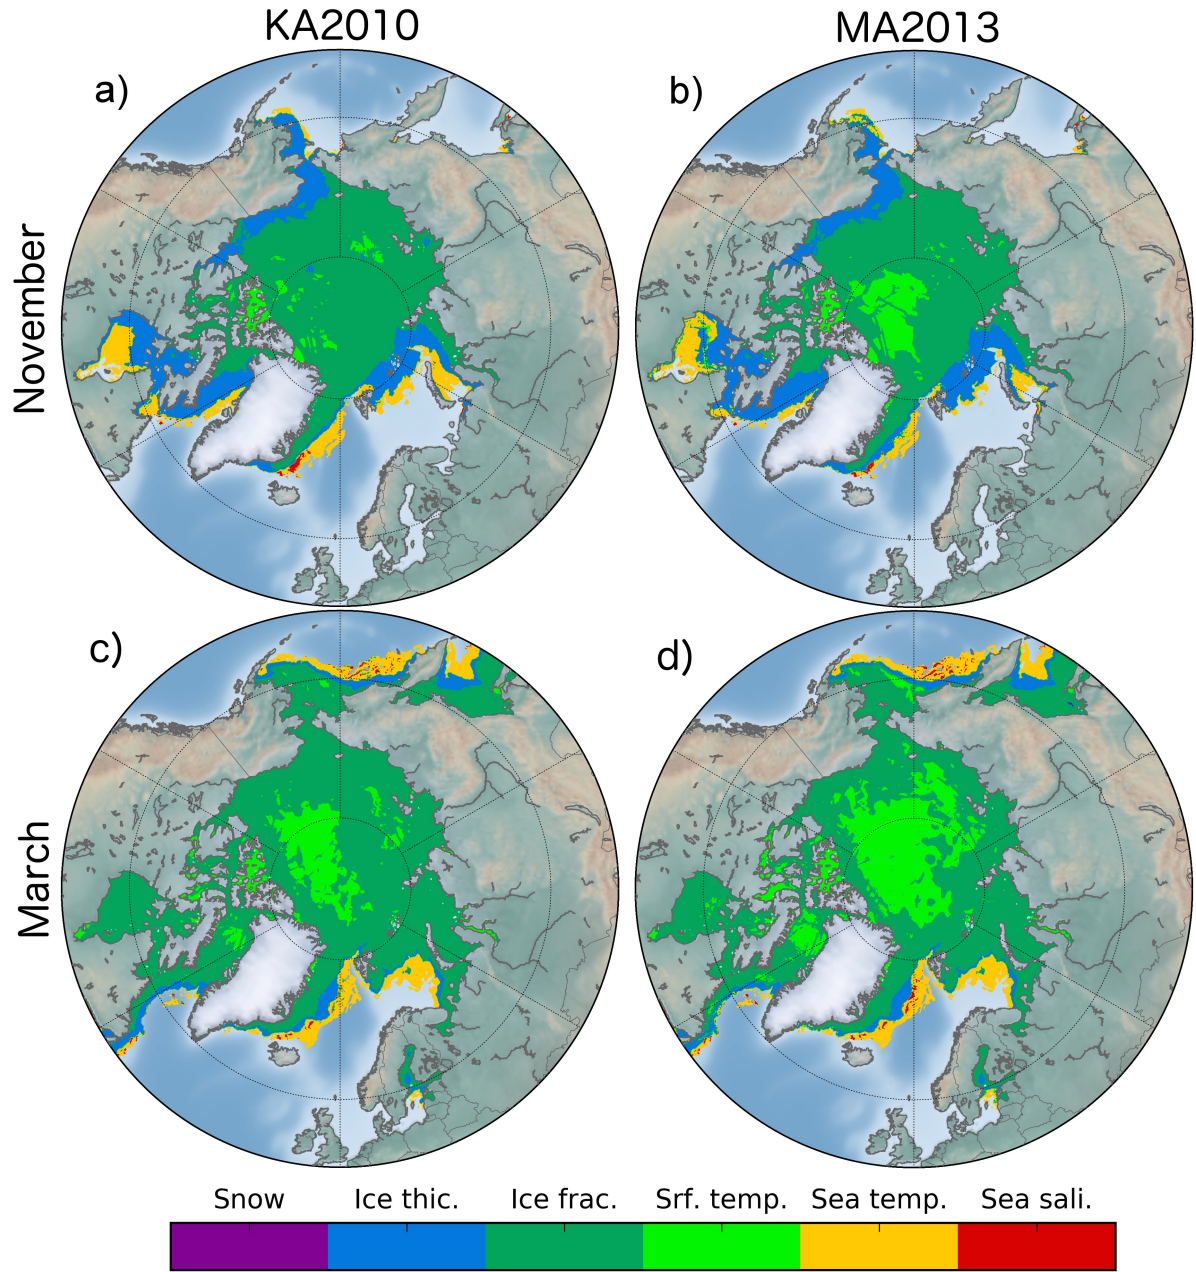 KA2010 MA2013
a) b)
November
c) d)
March
Snow Ice thic. Ice frac. Srf. temp. Sea temp. Sea sali.